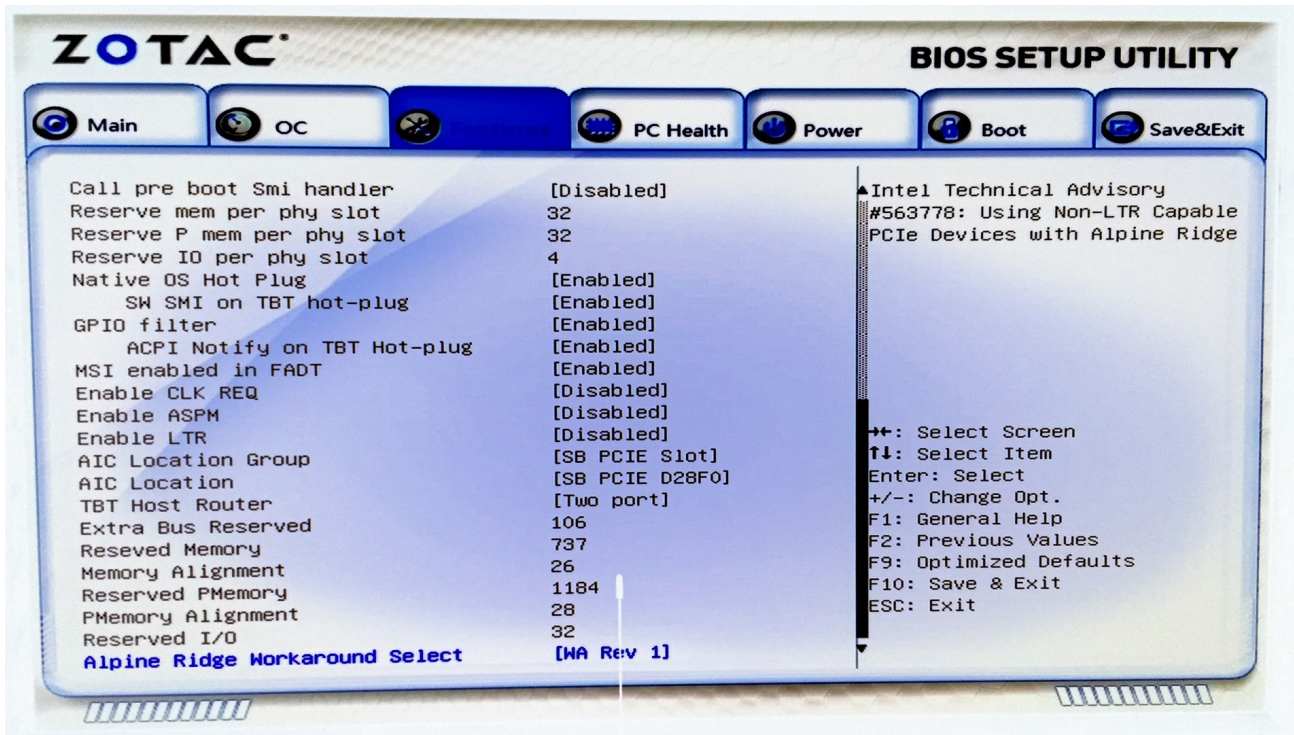 ZOTAC
BIOS SETUP UTILITY
Main OC Features PC Health Power Boot Save&Exit
Call pre boot Smi handler [Disabled]
Reserve mem per phy slot 32
Reserve P mem per phy slot 32
Reserve IO per phy slot 4
Native OS Hot Plug [Enabled]
SW SMI on TBT hot-plug [Enabled]
GPIO filter [Enabled]
ACPI Notify on TBT Hot-plug [Enabled]
MSI enabled in FADT [Enabled]
Enable CLK REQ [Disabled]
Enable ASPM [Disabled]
Enable LTR [Disabled]
AIC Location Group [SB PCIE Slot]
AIC Location [SB PCIE D28F0]
TBT Host Router [Two port]
Extra Bus Reserved 106
Reseved Memory 737
Memory Alignment 26
Reserved PMemory 1184
PMemory Alignment 28
Reserved I/O 32
Alpine Ridge Workaround Select [WA Rev 1]
Intel Technical Advisory
#563778: Using Non-LTR Capable
PCIe Devices with Alpine Ridge
→←: Select Screen
↑↓: Select Item
Enter: Select
+/-: Change Opt.
F1: General Help
F2: Previous Values
F9: Optimized Defaults
F10: Save & Exit
ESC: Exit